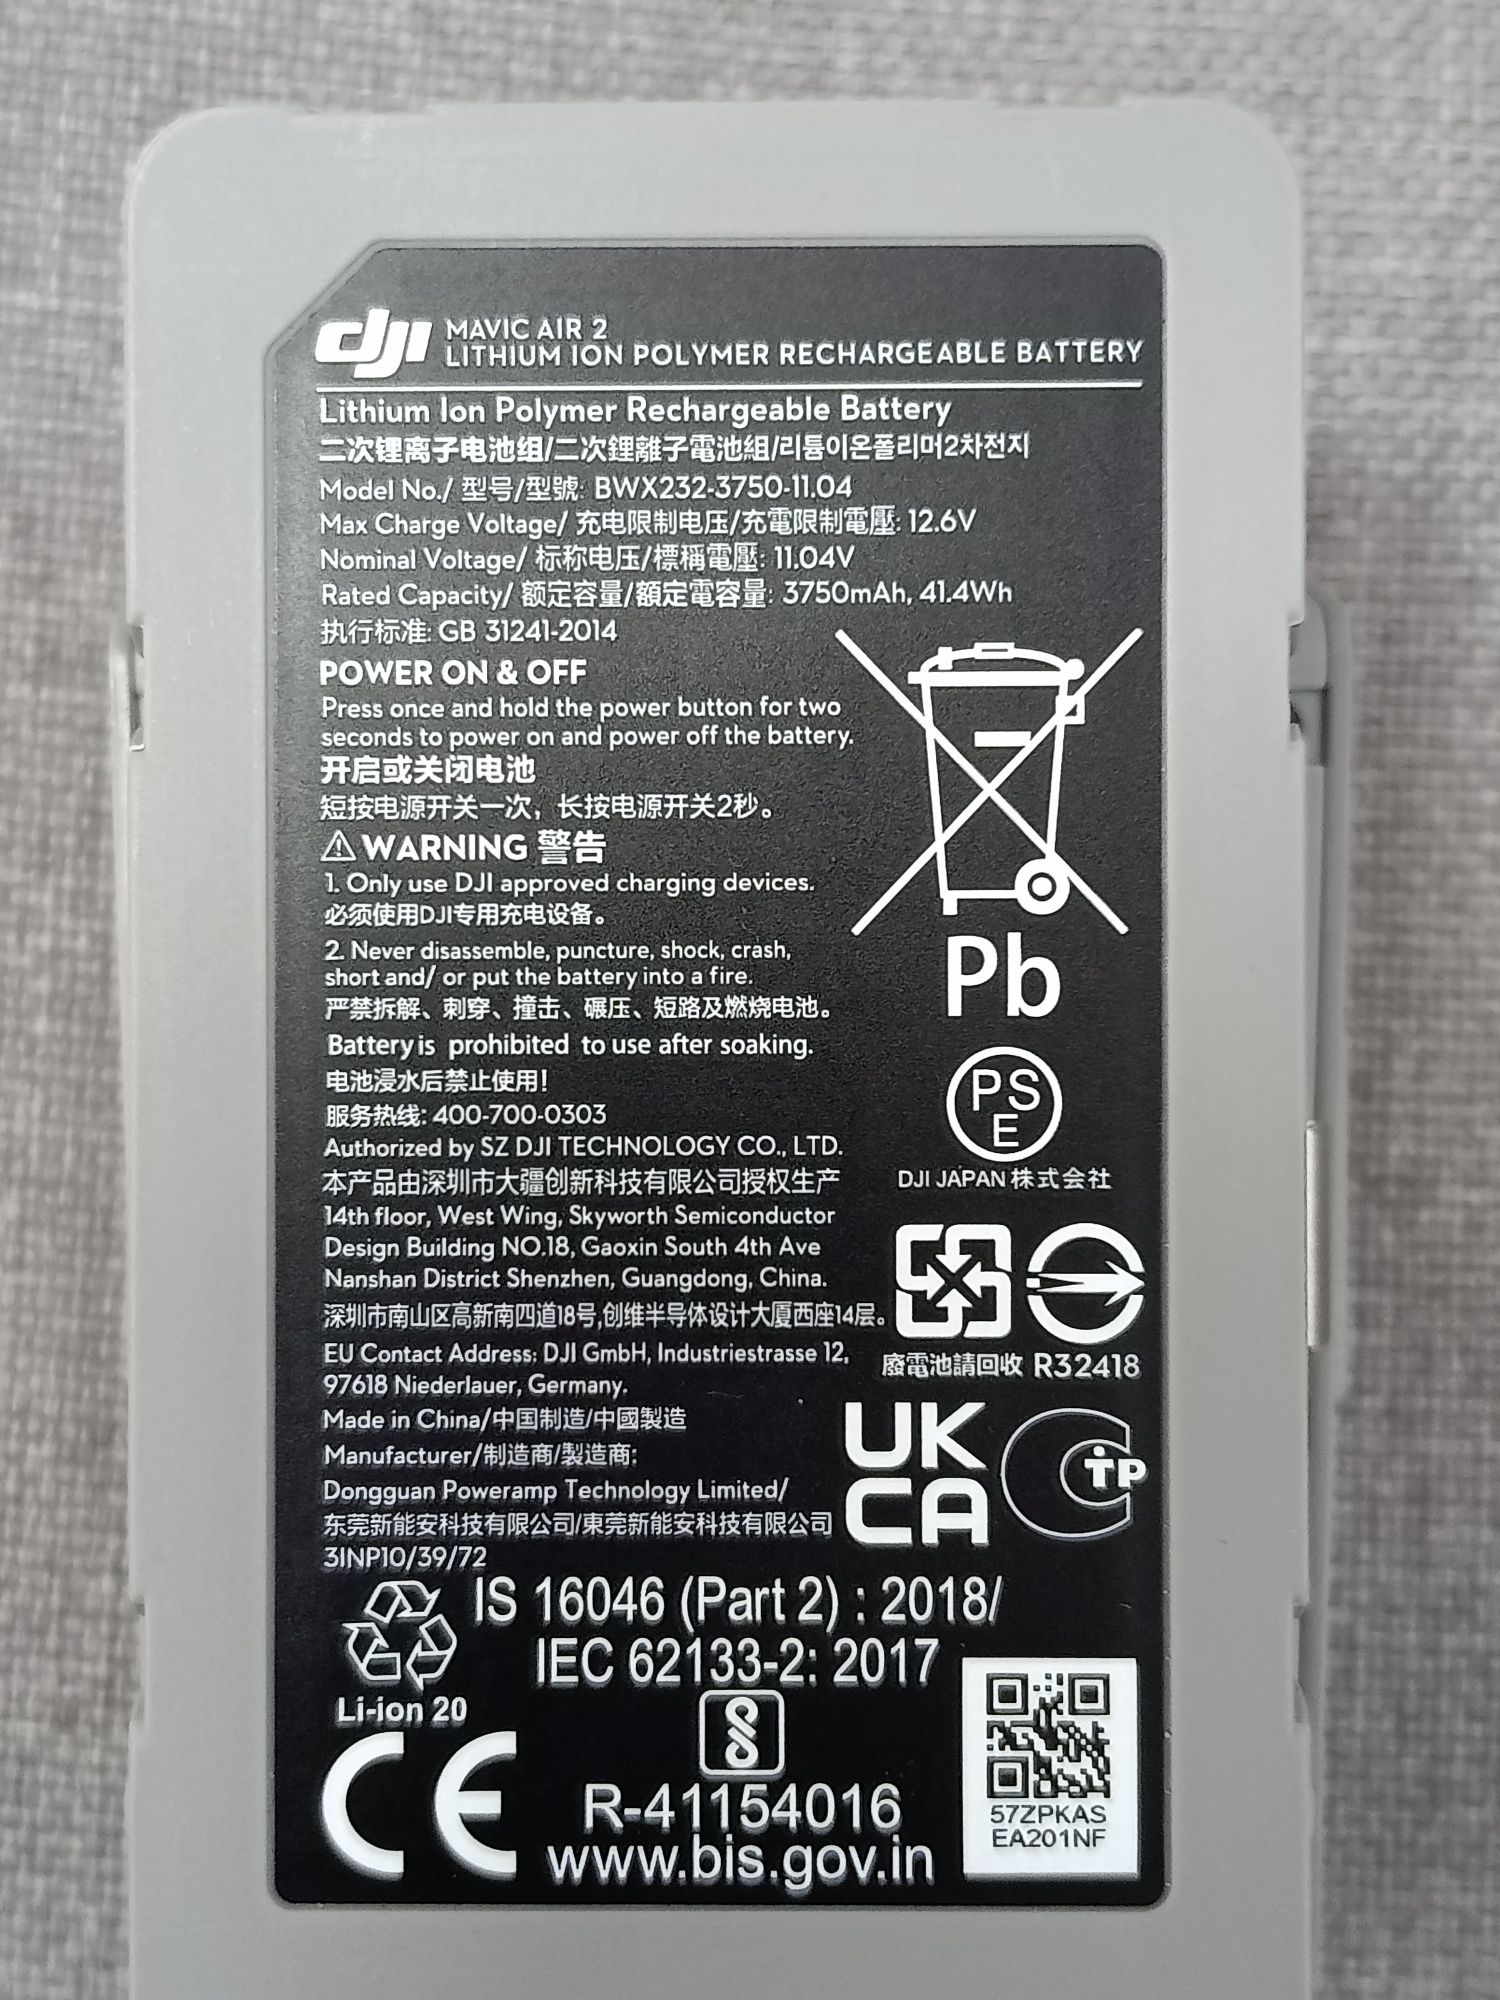 dji MAVIC AIR 2
LITHIUM ION POLYMER RECHARGEABLE BATTERY
Lithium Ion Polymer Rechargeable Battery
二次锂离子电池组/二次鋰離子電池組/리튬이온폴리머2차전지
Model No./ 型号/型號: BWX232-3750-11.04
Max Charge Voltage/ 充电限制电压/充電限制電壓: 12.6V
Nominal Voltage/ 标称电压/標稱電壓: 11.04V
Rated Capacity/ 额定容量/額定電容量: 3750mAh, 41.4Wh
执行标准: GB 31241-2014
POWER ON & OFF
Press once and hold the power button for two
seconds to power on and power off the battery.
开启或关闭电池
短按电源开关一次，长按电源开关2秒。
⚠ WARNING 警告
1. Only use DJI approved charging devices.
必须使用DJI专用充电设备。
2. Never disassemble, puncture, shock, crash,
short and/ or put the battery into a fire.
严禁拆解、刺穿、撞击、碾压、短路及燃烧电池。
Battery is prohibited to use after soaking.
电池浸水后禁止使用!
服务热线: 400-700-0303
Authorized by SZ DJI TECHNOLOGY CO., LTD.
本产品由深圳市大疆创新科技有限公司授权生产
14th floor, West Wing, Skyworth Semiconductor
Design Building NO.18, Gaoxin South 4th Ave
Nanshan District Shenzhen, Guangdong, China.
深圳市南山区高新南四道18号,创维半导体设计大厦西座14层。
EU Contact Address: DJI GmbH, Industriestrasse 12,
97618 Niederlauer, Germany.
Made in China/中国制造/中國製造
Manufacturer/制造商/製造商:
Dongguan Poweramp Technology Limited/
东莞新能安科技有限公司/東莞新能安科技有限公司
3INP10/39/72
Pb
PS
E
DJI JAPAN 株式会社
廢電池請回收 R32418
UK
CA
CTP
IS 16046 (Part 2) : 2018/
IEC 62133-2: 2017
Li-ion 20
CE
R-41154016
www.bis.gov.in
57ZPKAS
EA201NF